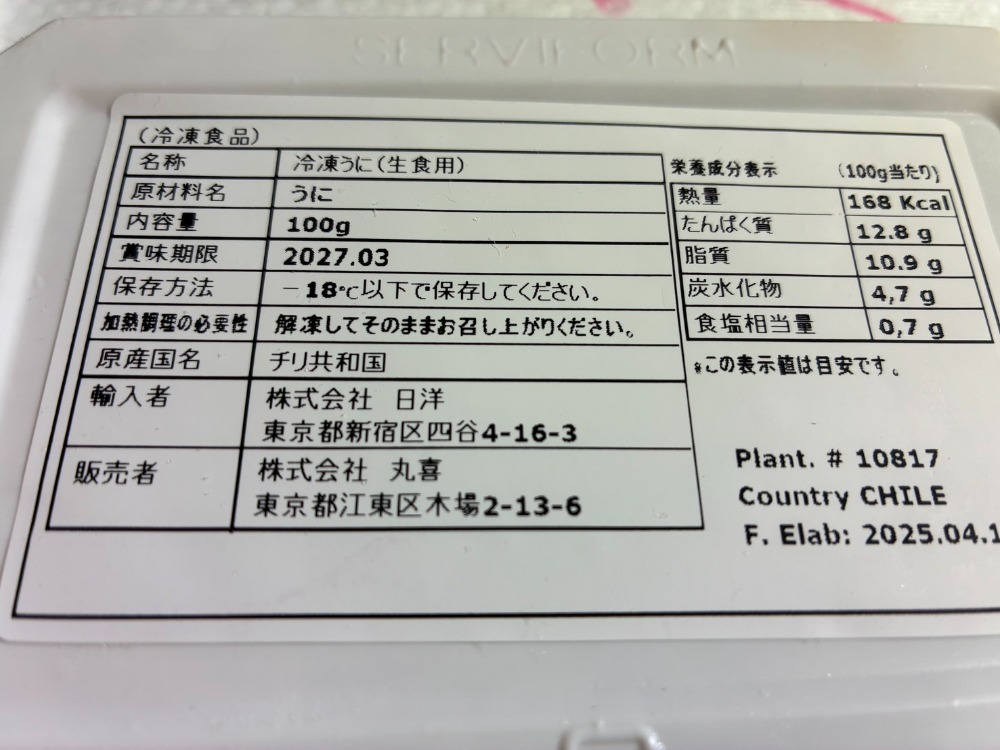 SERVIFORM
(冷凍食品)
名称 冷凍うに(生食用)
原材料名 うに
内容量 100g
賞味期限 2027.03
保存方法 －18℃以下で保存してください。
加熱調理の必要性 解凍してそのままお召し上がりください。
原産国名 チリ共和国
輸入者 株式会社 日洋
東京都新宿区四谷4-16-3
販売者 株式会社 丸喜
東京都江東区木場2-13-6
栄養成分表示 (100g当たり)
熱量 168 Kcal
たんぱく質 12.8 g
脂質 10.9 g
炭水化物 4,7 g
食塩相当量 0,7 g
※この表示値は目安です。
Plant. # 10817
Country CHILE
F. Elab: 2025.04.1